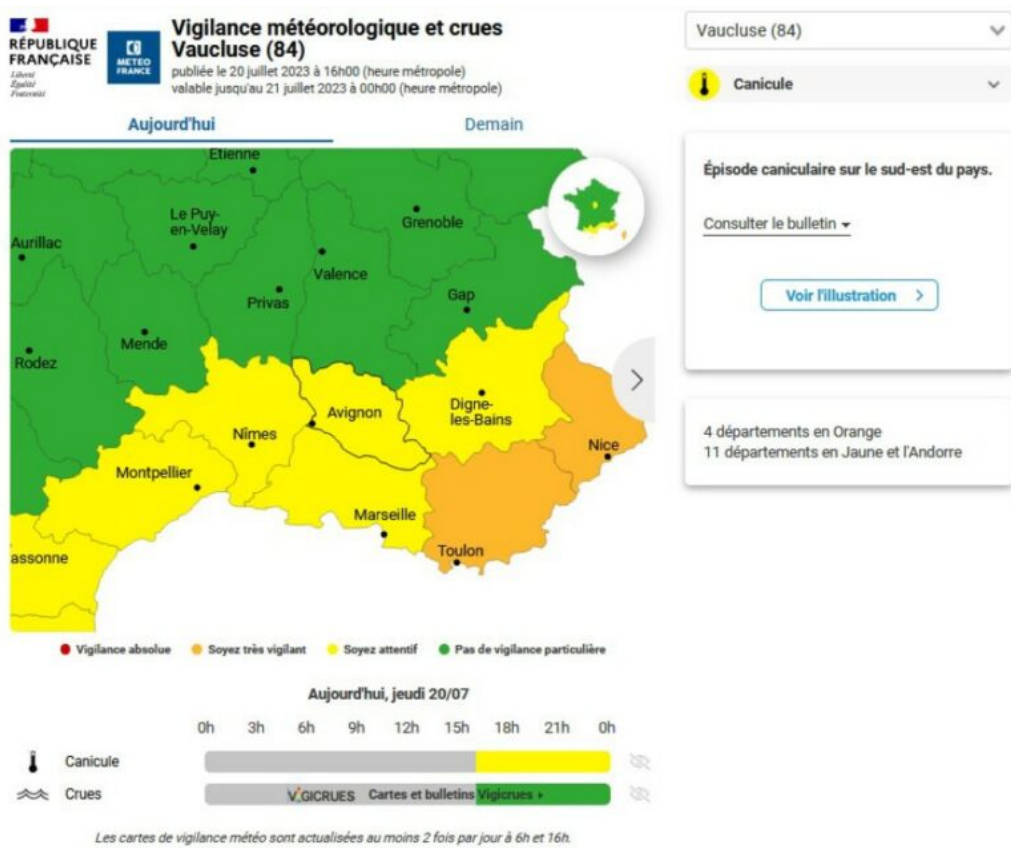 RÉPUBLIQUE
FRANÇAISE
Liberté
Égalité
Fraternité
METEO
FRANCE
Vigilance météorologique et crues
Vaucluse (84)
publiée le 20 juillet 2023 à 16h00 (heure métropole)
valable jusqu'au 21 juillet 2023 à 00h00 (heure métropole)
Vaucluse (84)
Canicule
Aujourd'hui
Demain
Épisode caniculaire sur le sud-est du pays.
Consulter le bulletin
Voir l'illustration
4 départements en Orange
11 départements en Jaune et l'Andorre
Etienne
Le Puy-
en-Velay
Grenoble
Aurillac
Valence
Privas
Gap
Mende
Rodez
Avignon
Digne-
les-Bains
Nîmes
Nice
Montpellier
Marseille
assonne
Toulon
Vigilance absolue
Soyez très vigilant
Soyez attentif
Pas de vigilance particulière
Aujourd'hui, jeudi 20/07
0h 3h 6h 9h 12h 15h 18h 21h 0h
Canicule
Crues
VIGICRUES Cartes et bulletins Vigicrues
Les cartes de vigilance météo sont actualisées au moins 2 fois par jour à 6h et 16h.